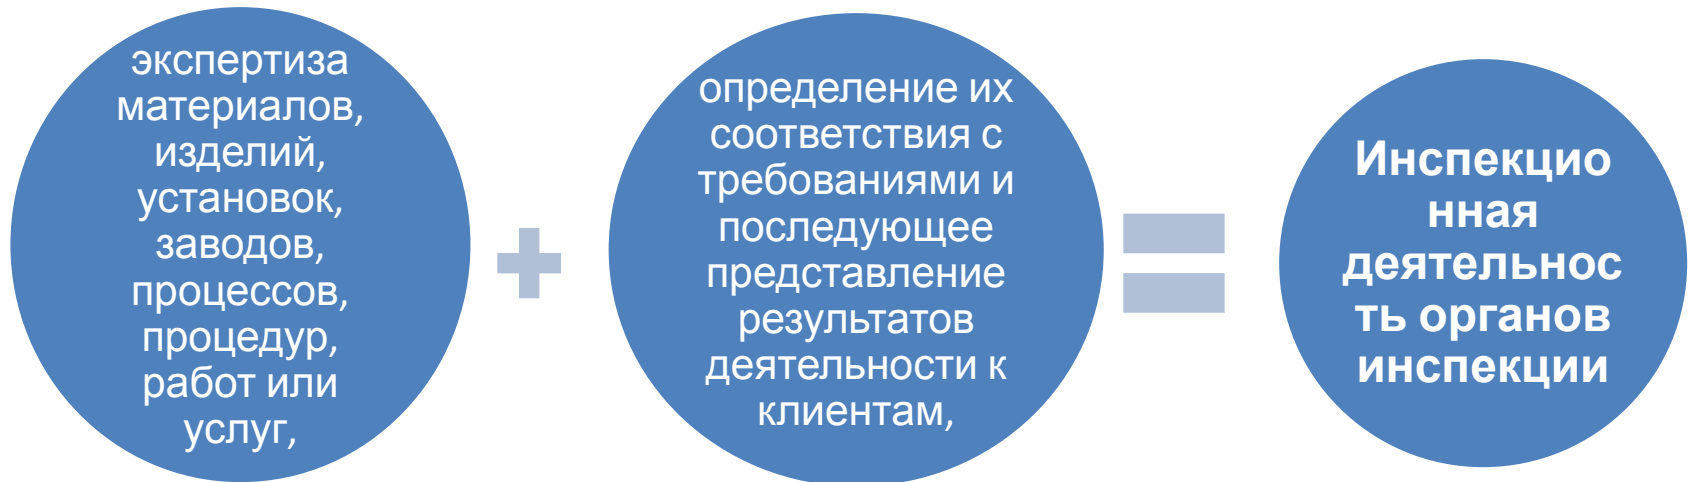 экспертиза
материалов,
изделий,
установок,
заводов,
процессов,
процедур,
работ или
услуг,
определение их
соответствия с
требованиями и
последующее
представление
результатов
деятельности к
клиентам,
Инспекцио
нная
деятельнос
ть органов
инспекции